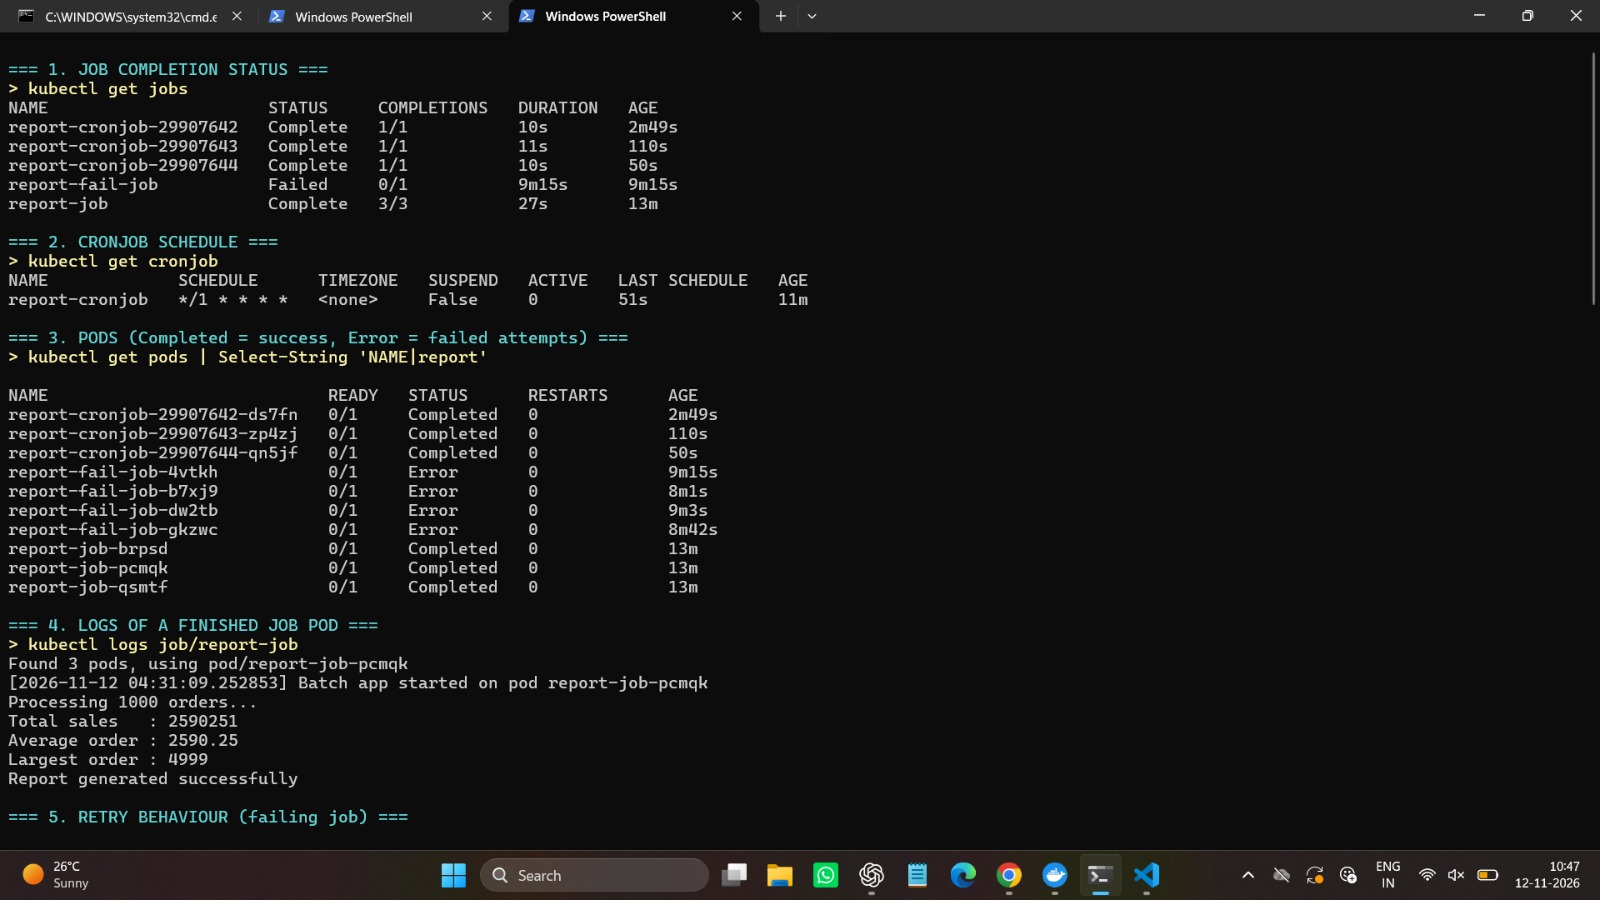 C:\WINDOWS\system32\cmd.e
Windows PowerShell
Windows PowerShell
=== 1. JOB COMPLETION STATUS ===
> kubectl get jobs
NAME                      STATUS     COMPLETIONS   DURATION   AGE
report-cronjob-29907642   Complete   1/1           10s        2m49s
report-cronjob-29907643   Complete   1/1           11s        110s
report-cronjob-29907644   Complete   1/1           10s        50s
report-fail-job           Failed     0/1           9m15s      9m15s
report-job                Complete   3/3           27s        13m
=== 2. CRONJOB SCHEDULE ===
> kubectl get cronjob
NAME             SCHEDULE      TIMEZONE   SUSPEND   ACTIVE   LAST SCHEDULE   AGE
report-cronjob   */1 * * * *   <none>     False     0        51s             11m
=== 3. PODS (Completed = success, Error = failed attempts) ===
> kubectl get pods | Select-String 'NAME|report'
NAME                            READY   STATUS      RESTARTS      AGE
report-cronjob-29907642-ds7fn   0/1     Completed   0             2m49s
report-cronjob-29907643-zp4zj   0/1     Completed   0             110s
report-cronjob-29907644-qn5jf   0/1     Completed   0             50s
report-fail-job-4vtkh           0/1     Error       0             9m15s
report-fail-job-b7xj9           0/1     Error       0             8m1s
report-fail-job-dw2tb           0/1     Error       0             9m3s
report-fail-job-gkzwc           0/1     Error       0             8m42s
report-job-brpsd                0/1     Completed   0             13m
report-job-pcmqk                0/1     Completed   0             13m
report-job-qsmtf                0/1     Completed   0             13m
=== 4. LOGS OF A FINISHED JOB POD ===
> kubectl logs job/report-job
Found 3 pods, using pod/report-job-pcmqk
[2026-11-12 04:31:09.252853] Batch app started on pod report-job-pcmqk
Processing 1000 orders...
Total sales   : 2590251
Average order : 2590.25
Largest order : 4999
Report generated successfully
=== 5. RETRY BEHAVIOUR (failing job) ===
26°C
Sunny
Search
ENG
IN
10:47
12-11-2026